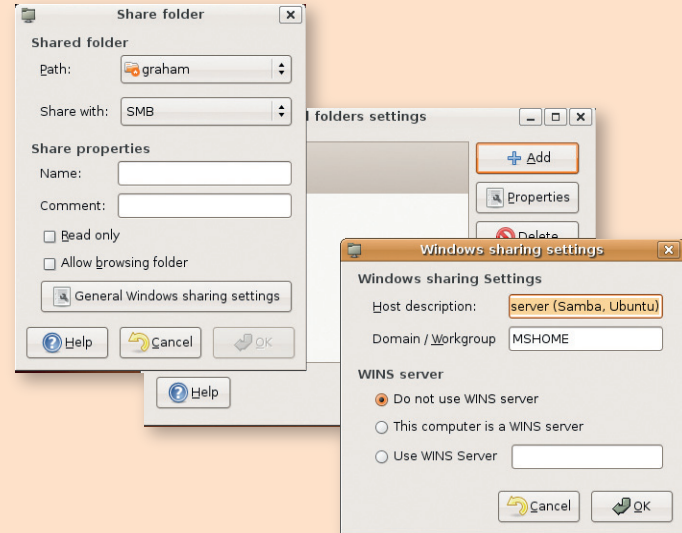 Share folder
Shared folder
Path: graham
Share with: SMB
Share properties
Name:
Comment:
Read only
Allow browsing folder
General Windows sharing settings
Help Cancel OK
d folders settings
Add
Properties
Delete
Help
Windows sharing settings
Windows sharing Settings
Host description: server (Samba, Ubuntu)
Domain / Workgroup MSHOME
WINS server
Do not use WINS server
This computer is a WINS server
Use WINS Server
Cancel OK